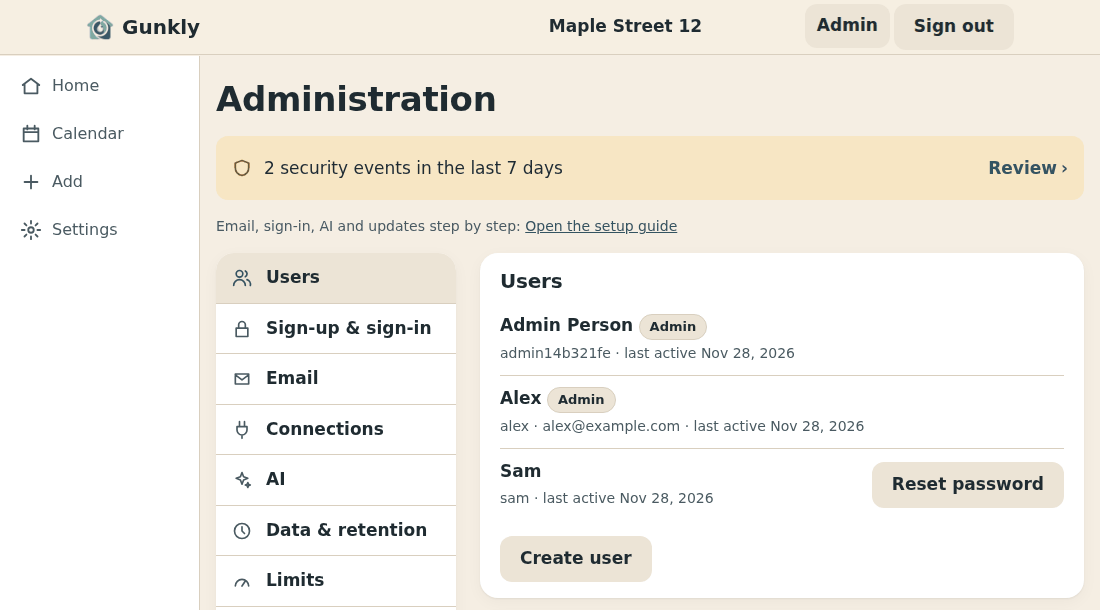 Gunkly
Maple Street 12
Admin
Sign out
Home
Calendar
Add
Settings
Administration
2 security events in the last 7 days
Review ›
Email, sign-in, AI and updates step by step: Open the setup guide
Users
Sign-up & sign-in
Email
Connections
AI
Data & retention
Limits
Users
Admin Person Admin
admin14b321fe · last active Nov 28, 2026
Alex Admin
alex · alex@example.com · last active Nov 28, 2026
Sam
sam · last active Nov 28, 2026
Reset password
Create user